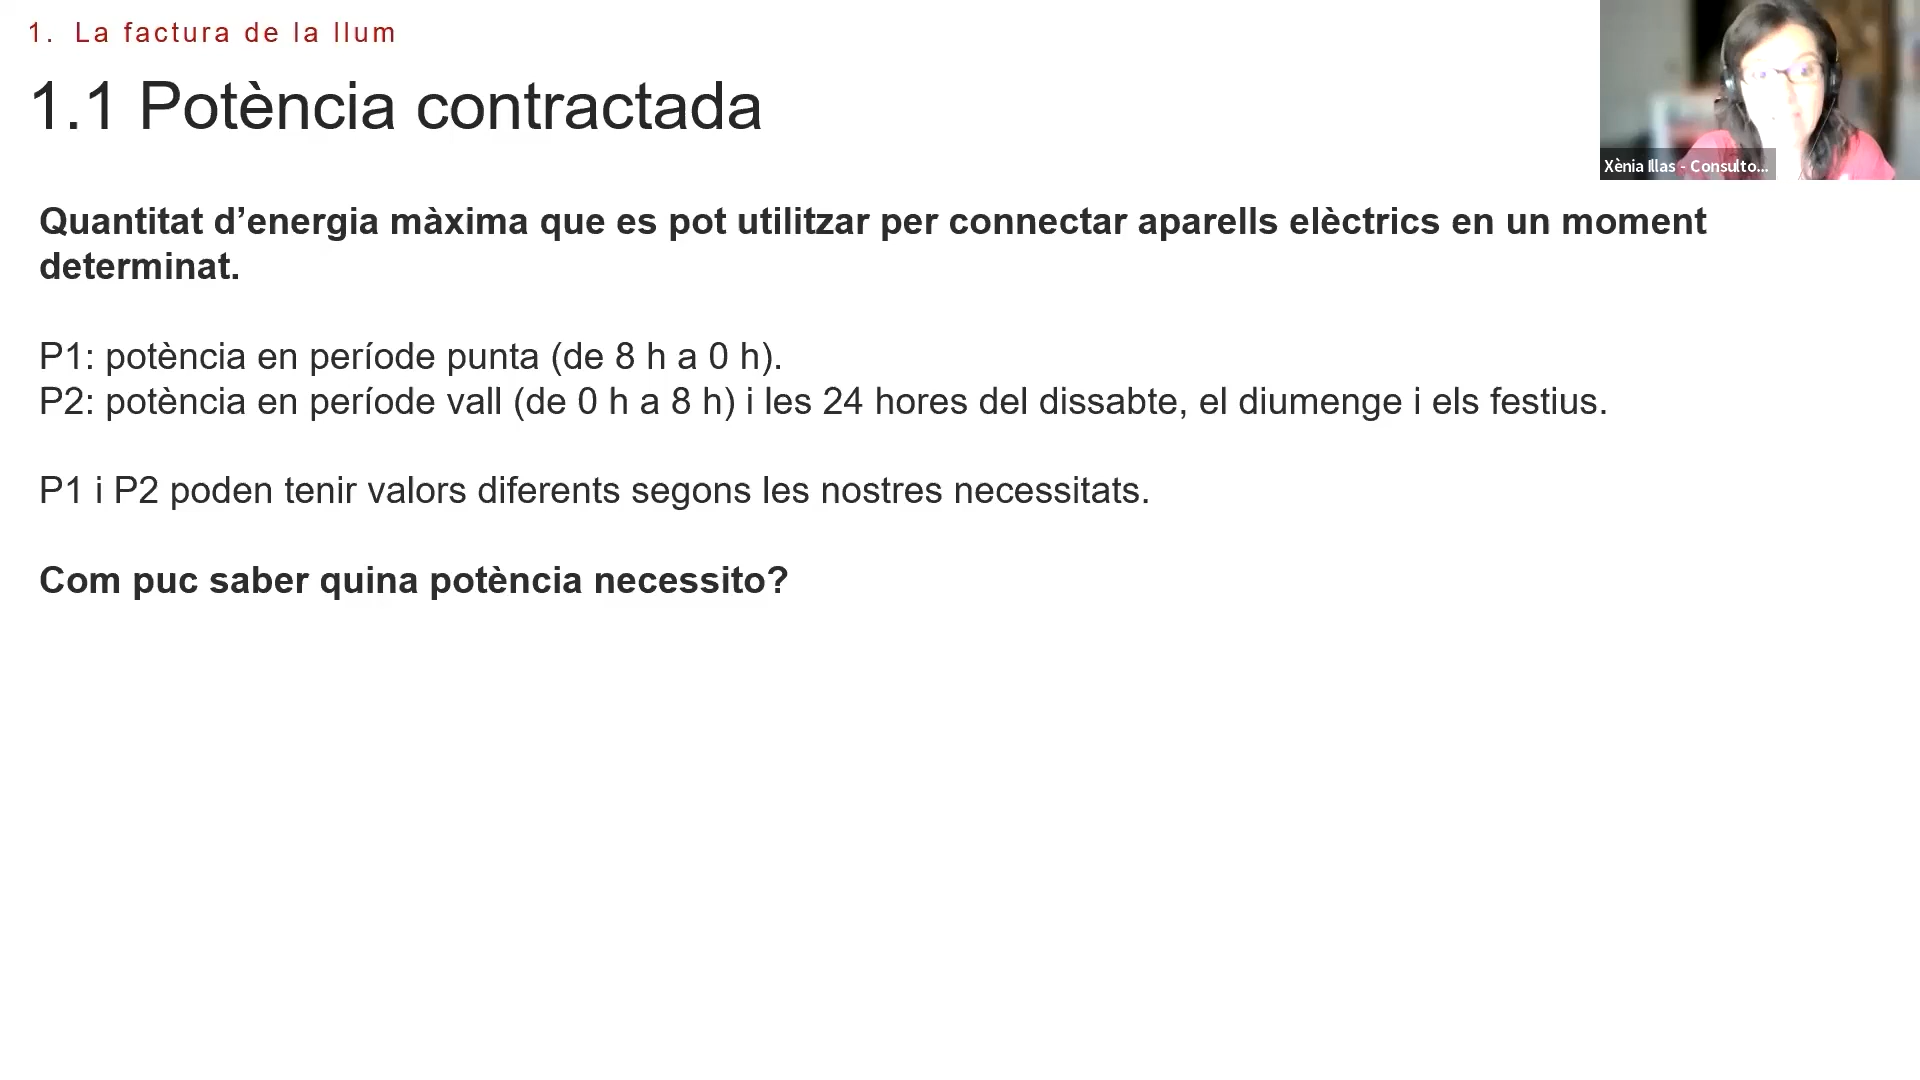 1. La factura de la llum
1.1 Potència contractada
Xènia Illas - Consulto...
Quantitat d’energia màxima que es pot utilitzar per connectar aparells elèctrics en un moment
determinat.
P1: potència en període punta (de 8 h a 0 h).
P2: potència en període vall (de 0 h a 8 h) i les 24 hores del dissabte, el diumenge i els festius.
P1 i P2 poden tenir valors diferents segons les nostres necessitats.
Com puc saber quina potència necessito?